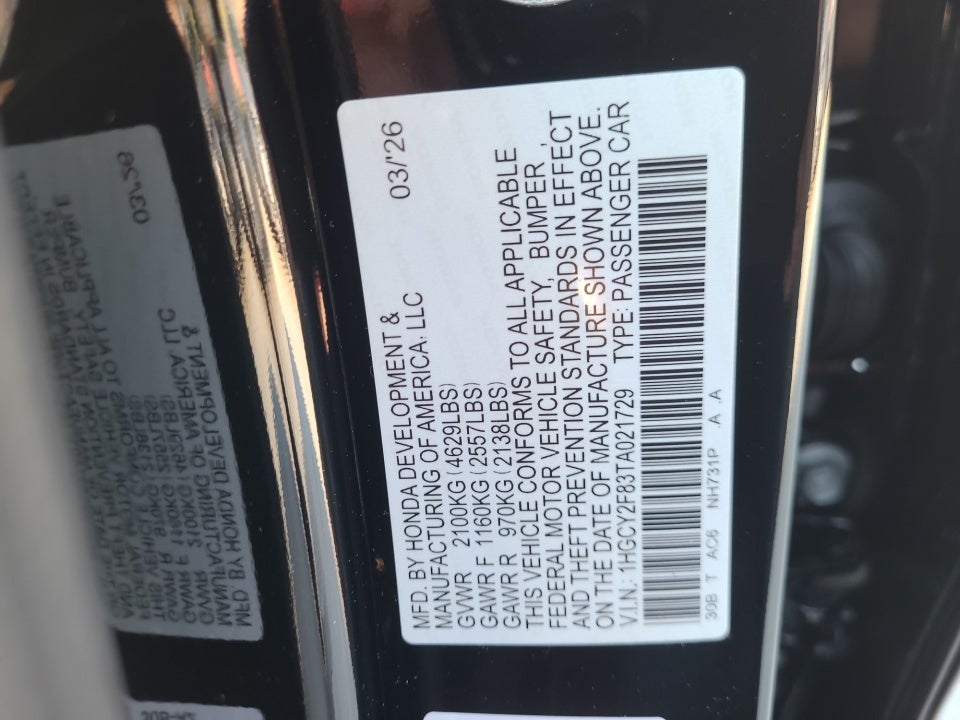 MFD. BY HONDA DEVELOPMENT & 03/'26
MANUFACTURING OF AMERICA, LLC
GVWR 2100KG(4629LBS)
GAWR F 1160KG(2557LBS)
GAWR R 970KG(2138LBS)
THIS VEHICLE CONFORMS TO ALL APPLICABLE
FEDERAL MOTOR VEHICLE SAFETY, BUMPER,
AND THEFT PREVENTION STANDARDS IN EFFECT
ON THE DATE OF MANUFACTURE SHOWN ABOVE.
V.I.N.: 1HGCY2F83TA021729 TYPE: PASSENGER CAR
30B T AC6 NH731P .A .A